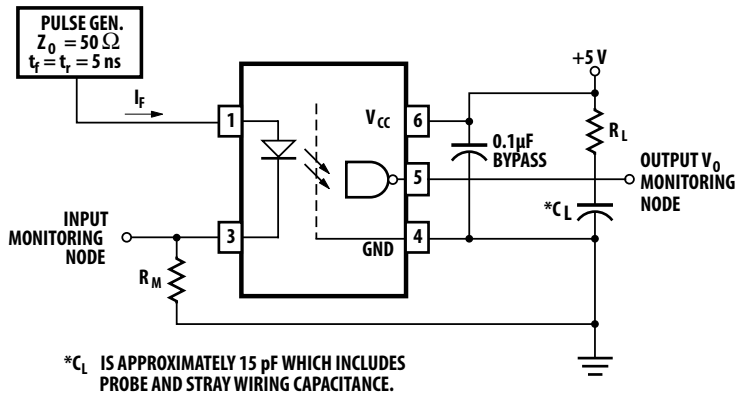 PULSE GEN.
Z0 = 50 Ω
tf = tr = 5 ns
IF
1
3
VCC
6
5
GND
4
0.1µF
BYPASS
+5 V
RL
*CL
OUTPUT V0
MONITORING
NODE
INPUT
MONITORING
NODE
RM
*CL IS APPROXIMATELY 15 pF WHICH INCLUDES
PROBE AND STRAY WIRING CAPACITANCE.